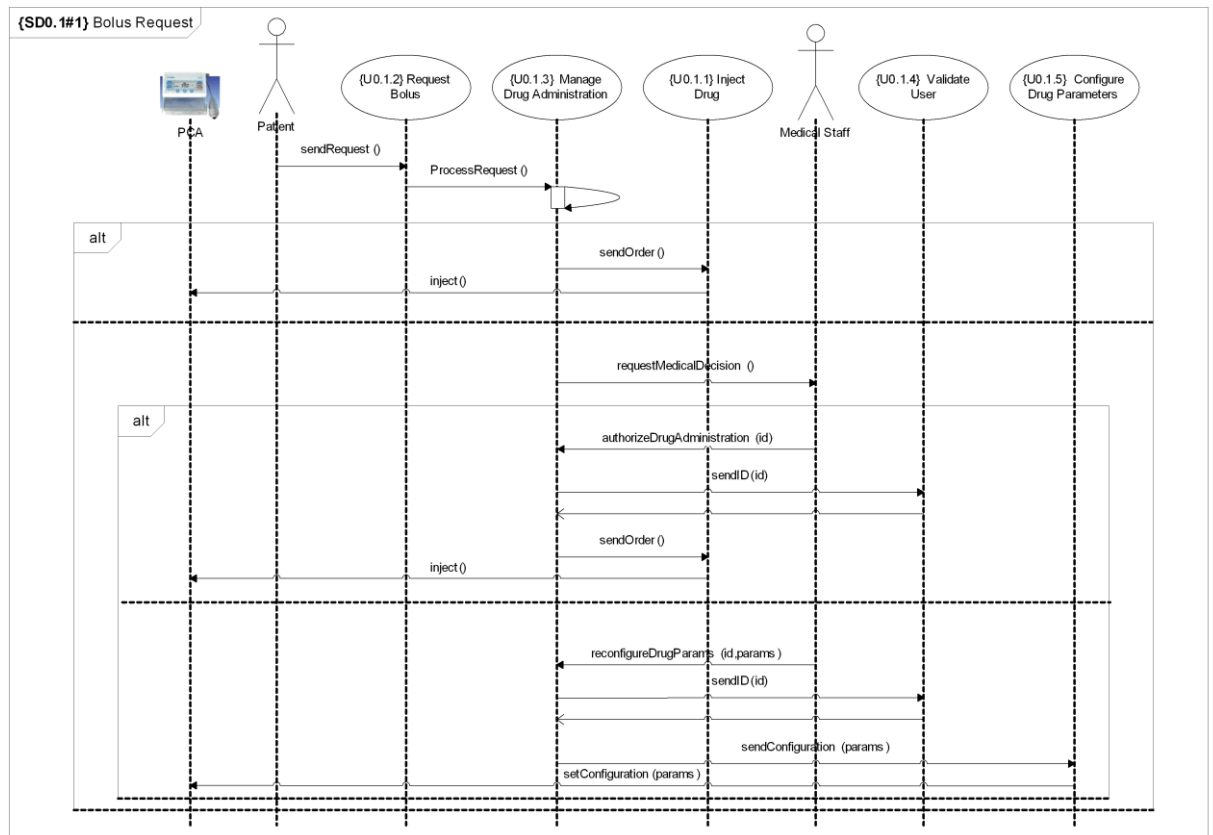 {SD0.1#1} Bolus Request
{U0.1.2} Request
Bolus
{U0.1.3} Manage
Drug Administration
{U0.1.1} Inject
Drug
{U0.1.4} Validate
User
{U0.1.5} Configure
Drug Parameters
PCA
Patient
Medical Staff
sendRequest ()
ProcessRequest ()
alt
sendOrder ()
inject ()
requestMedicalDecision ()
alt
authorizeDrugAdministration (id)
sendID (id)
sendOrder ()
inject ()
reconfigureDrugParams (id,params )
sendID (id)
sendConfiguration (params )
setConfiguration (params )